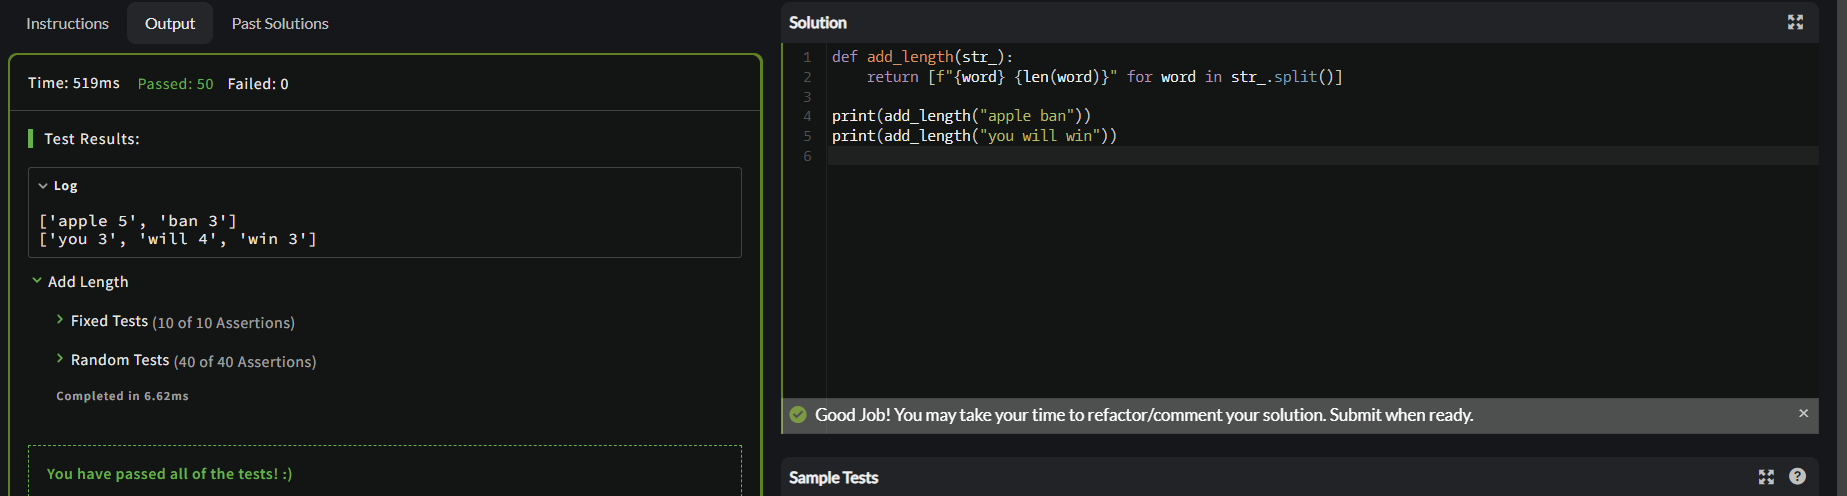 Instructions
Output
Past Solutions
Time: 519ms Passed: 50 Failed: 0
Test Results:
Log
['apple 5', 'ban 3']
['you 3', 'will 4', 'win 3']
Add Length
Fixed Tests (10 of 10 Assertions)
Random Tests (40 of 40 Assertions)
Completed in 6.62ms
You have passed all of the tests! :)
Solution
1 def add_length(str_):
2     return [f"{word} {len(word)}" for word in str_.split()]
3
4 print(add_length("apple ban"))
5 print(add_length("you will win"))
6
Good Job! You may take your time to refactor/comment your solution. Submit when ready.
Sample Tests